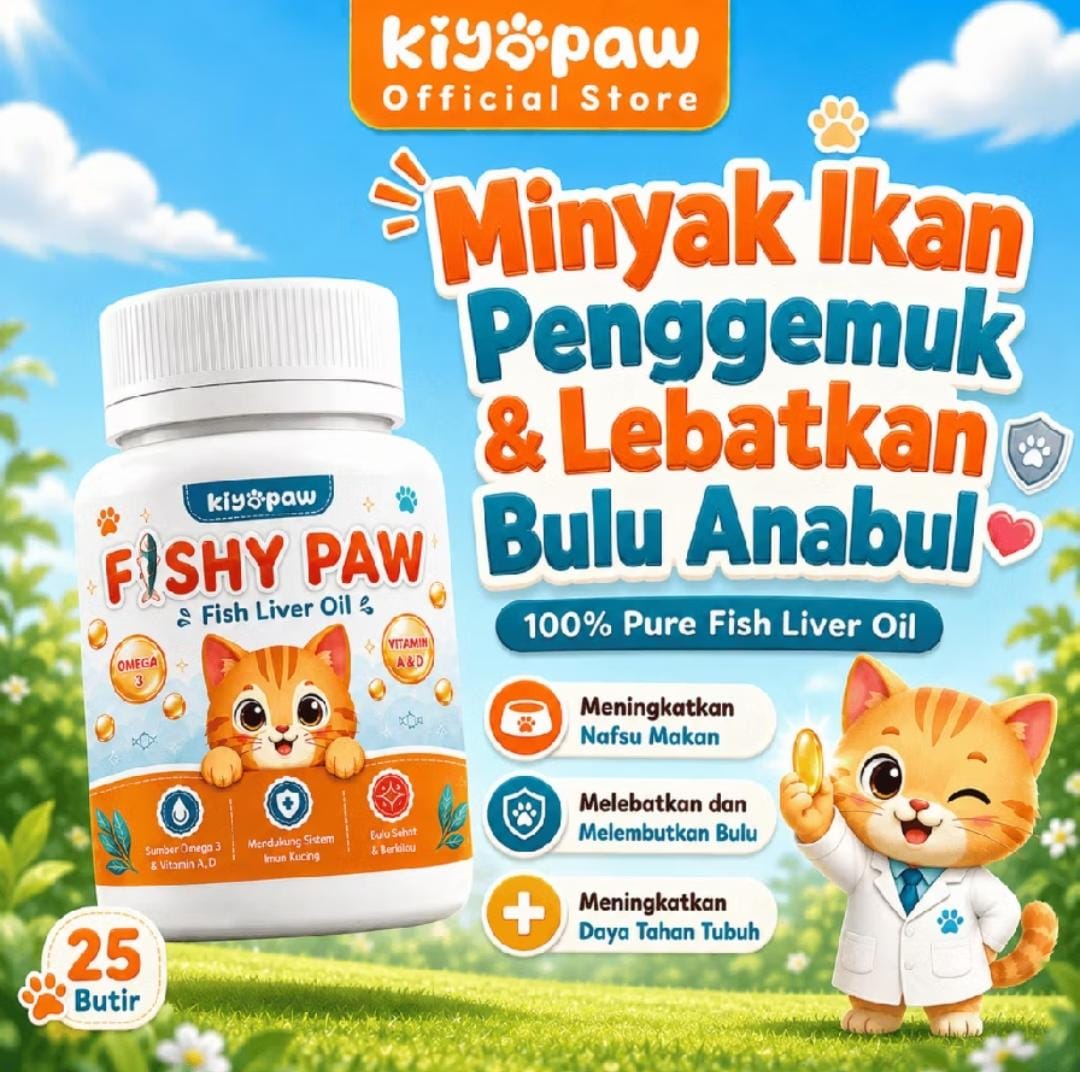 kiyopaw
Official Store
Minyak Ikan
Penggemuk
& Lebatkan
Bulu Anabul
100% Pure Fish Liver Oil
kiyopaw
FISHY PAW
Fish Liver Oil
OMEGA
3
VITAMIN
A & D
Sumber Omega 3
& Vitamin A, D
Mendukung Sistem
Imun Kucing
Bulu Sehat
& Berkilau
Meningkatkan
Nafsu Makan
Melebatkan dan
Melembutkan Bulu
Meningkatkan
Daya Tahan Tubuh
25
Butir